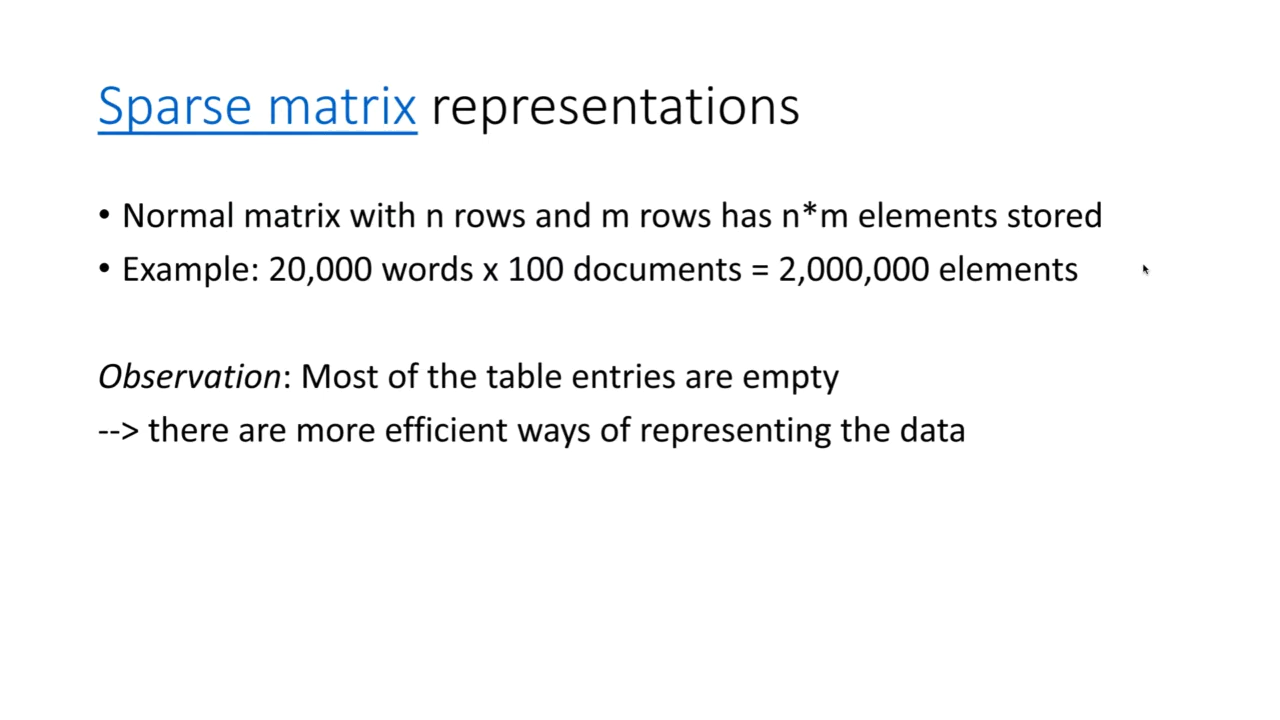 Sparse matrix representations
• Normal matrix with n rows and m rows has n*m elements stored
• Example: 20,000 words x 100 documents = 2,000,000 elements
Observation: Most of the table entries are empty
--> there are more efficient ways of representing the data